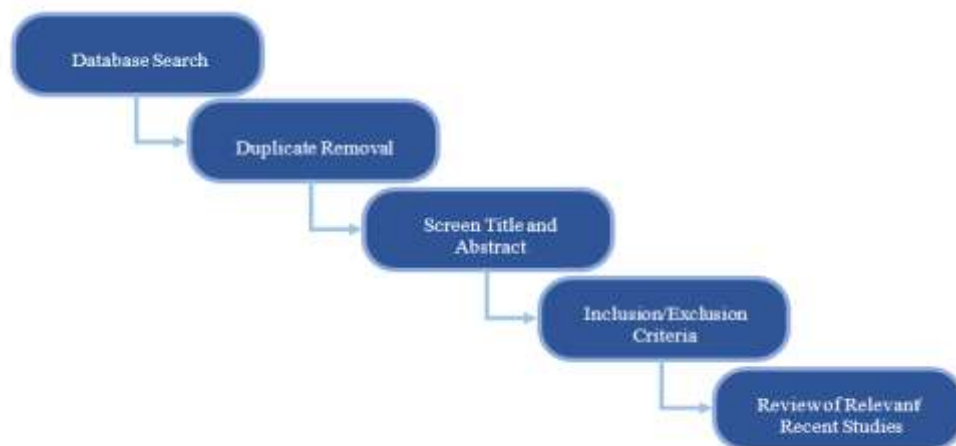 Database Search
Duplicate Removal
Screen Title and
Abstract
Inclusion/Exclusion
Criteria
Review of Relevant/
Recent Studies